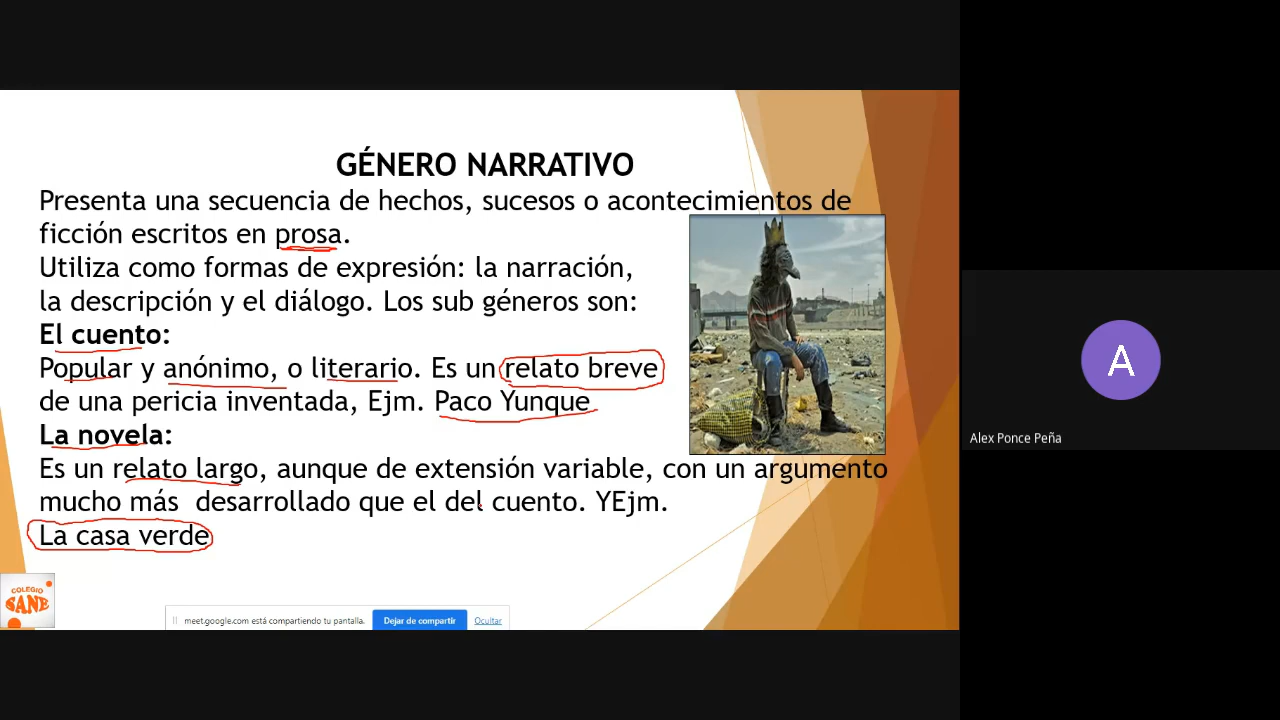 GÉNERO NARRATIVO
Presenta una secuencia de hechos, sucesos o acontecimientos de
ficción escritos en prosa.
Utiliza como formas de expresión: la narración,
la descripción y el diálogo. Los sub géneros son:
El cuento:
Popular y anónimo, o literario. Es un relato breve
de una pericia inventada, Ejm. Paco Yunque
La novela:
Es un relato largo, aunque de extensión variable, con un argumento
mucho más desarrollado que el del cuento. YEjm.
La casa verde
COLEGIO
SANE
meet.google.com está compartiendo tu pantalla.
Dejar de compartir
Ocultar
A
Alex Ponce Peña